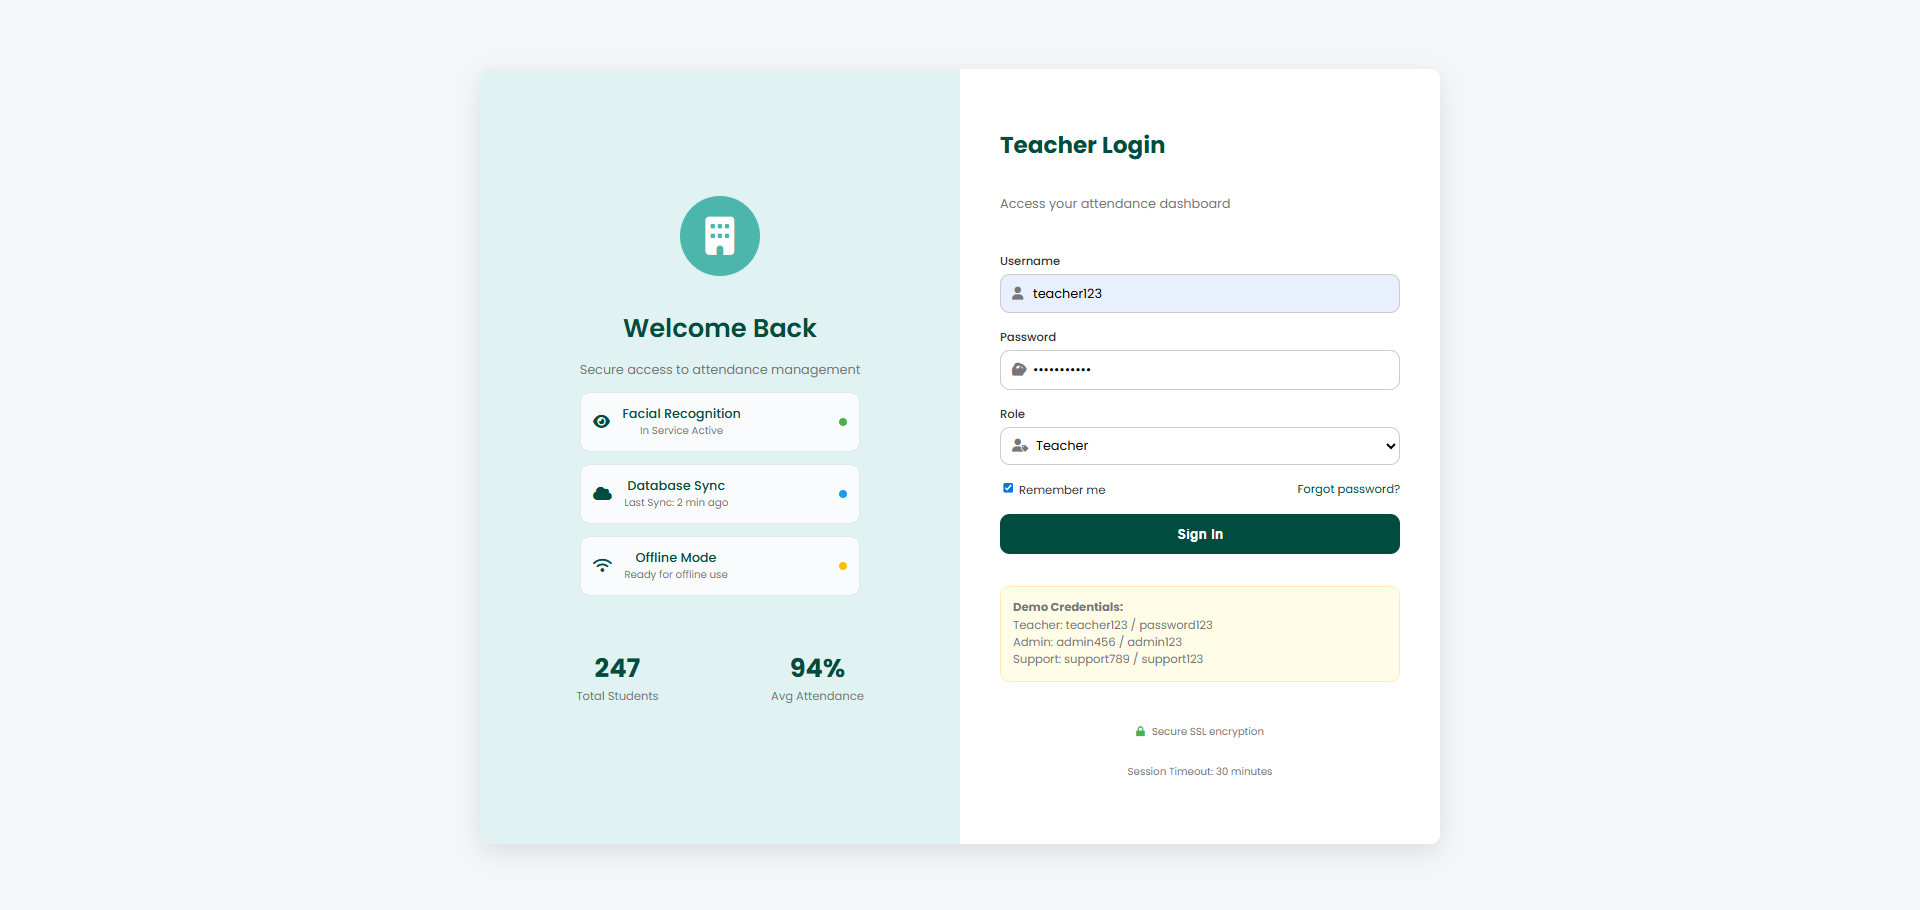 Welcome Back
Secure access to attendance management
Facial Recognition
In Service Active
Database Sync
Last Sync: 2 min ago
Offline Mode
Ready for offline use
247
Total Students
94%
Avg Attendance
Teacher Login
Access your attendance dashboard
Username
teacher123
Password
•••••••••••
Role
Teacher
Remember me
Forgot password?
Sign In
Demo Credentials:
Teacher: teacher123 / password123
Admin: admin456 / admin123
Support: support789 / support123
Secure SSL encryption
Session Timeout: 30 minutes